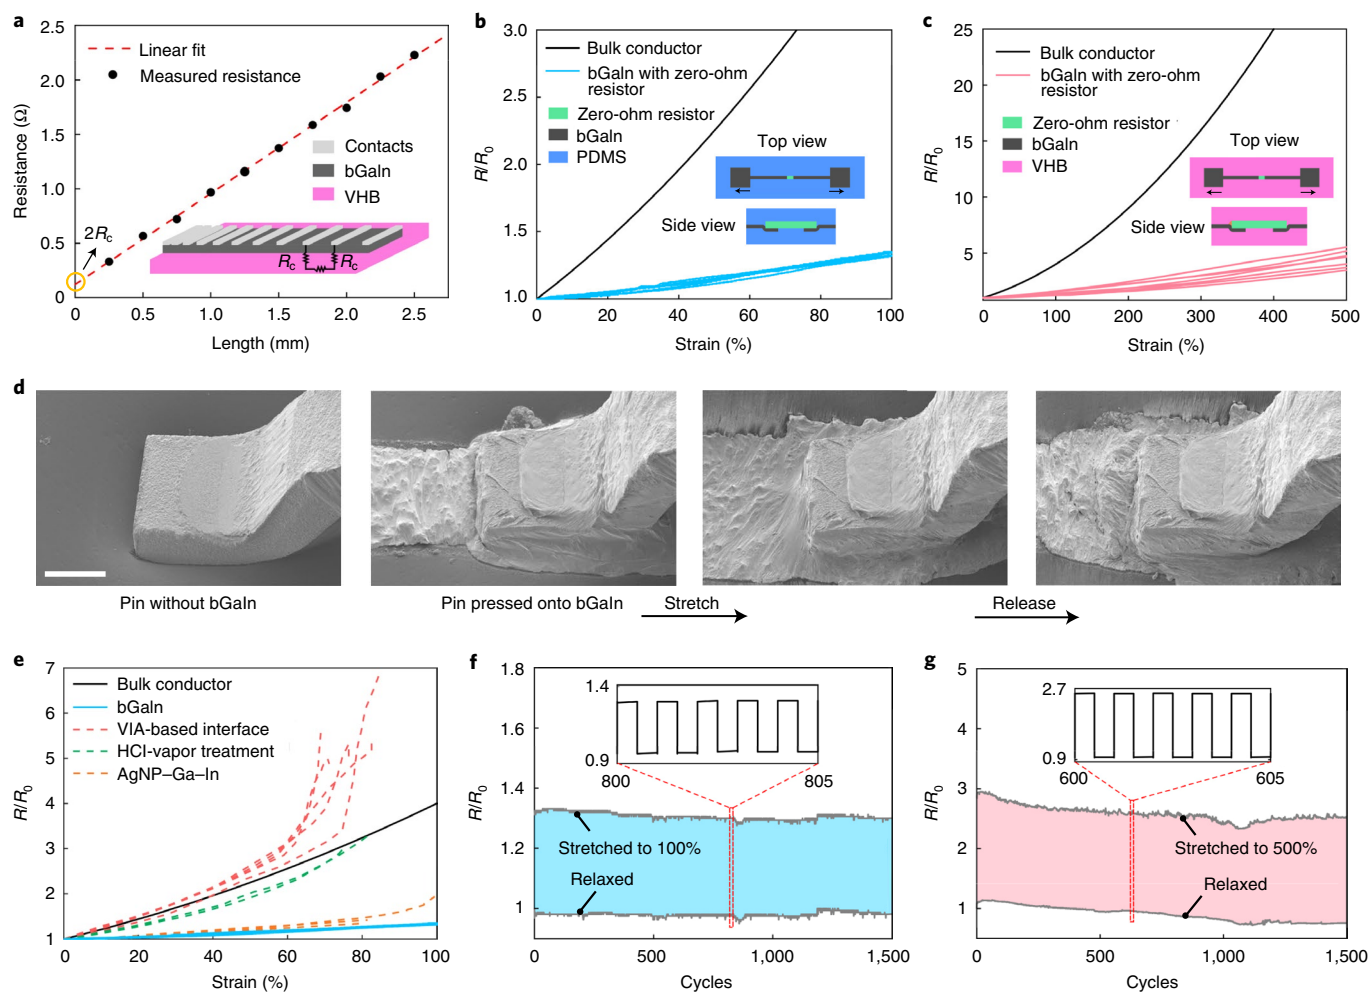 a
2.5
2.0
1.5
1.0
0.5
0
Resistance (Ω)
Linear fit
Measured resistance
Contacts
bGaIn
VHB
2Rc
Rc
Rc
0
0.5
1.0
1.5
2.0
2.5
Length (mm)
b
3.0
2.5
2.0
1.5
1.0
R/R0
Bulk conductor
bGaIn with zero-ohm
resistor
Zero-ohm resistor
bGaIn
PDMS
Top view
Side view
0
20
40
60
80
100
Strain (%)
c
25
20
15
10
5
R/R0
Bulk conductor
bGaIn with zero-ohm
resistor
Zero-ohm resistor
bGaIn
VHB
Top view
Side view
0
100
200
300
400
500
Strain (%)
d
Pin without bGaIn
Pin pressed onto bGaIn
Stretch
Release
e
7
6
5
4
3
2
1
R/R0
Bulk conductor
bGaIn
VIA-based interface
HCl-vapor treatment
AgNP–Ga–In
0
20
40
60
80
100
Strain (%)
f
1.8
1.6
1.4
1.2
1
R/R0
1.4
0.9
800
805
Stretched to 100%
Relaxed
0
500
1,000
1,500
Cycles
g
5
4
3
2
1
R/R0
2.7
0.9
600
605
Stretched to 500%
Relaxed
0
500
1,000
1,500
Cycles